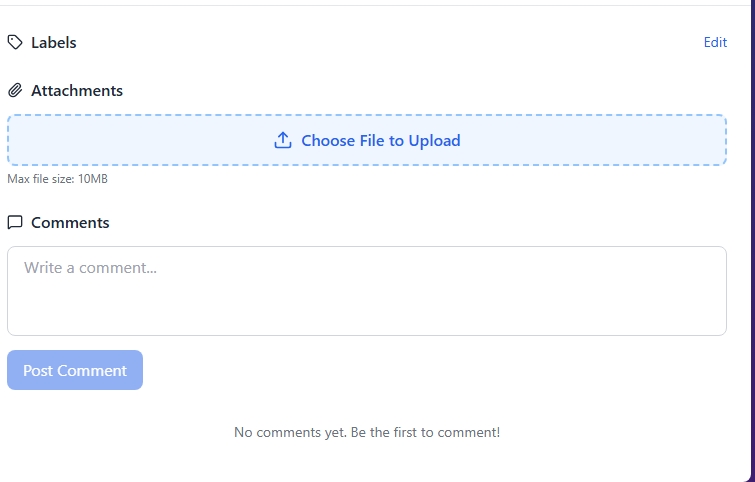 Labels
Edit
Attachments
Choose File to Upload
Max file size: 10MB
Comments
Write a comment...
Post Comment
No comments yet. Be the first to comment!